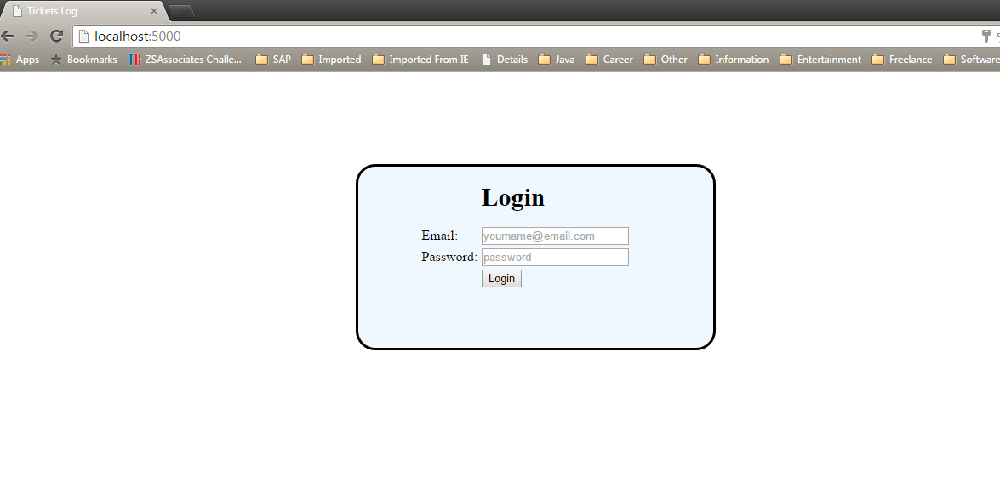 Tickets Log
localhost:5000
Apps Bookmarks TG ZSAssociates Challe... SAP Imported Imported From IE Details Java Career Other Information Entertainment Freelance Software
Login
Email: yourname@email.com
Password: password
Login